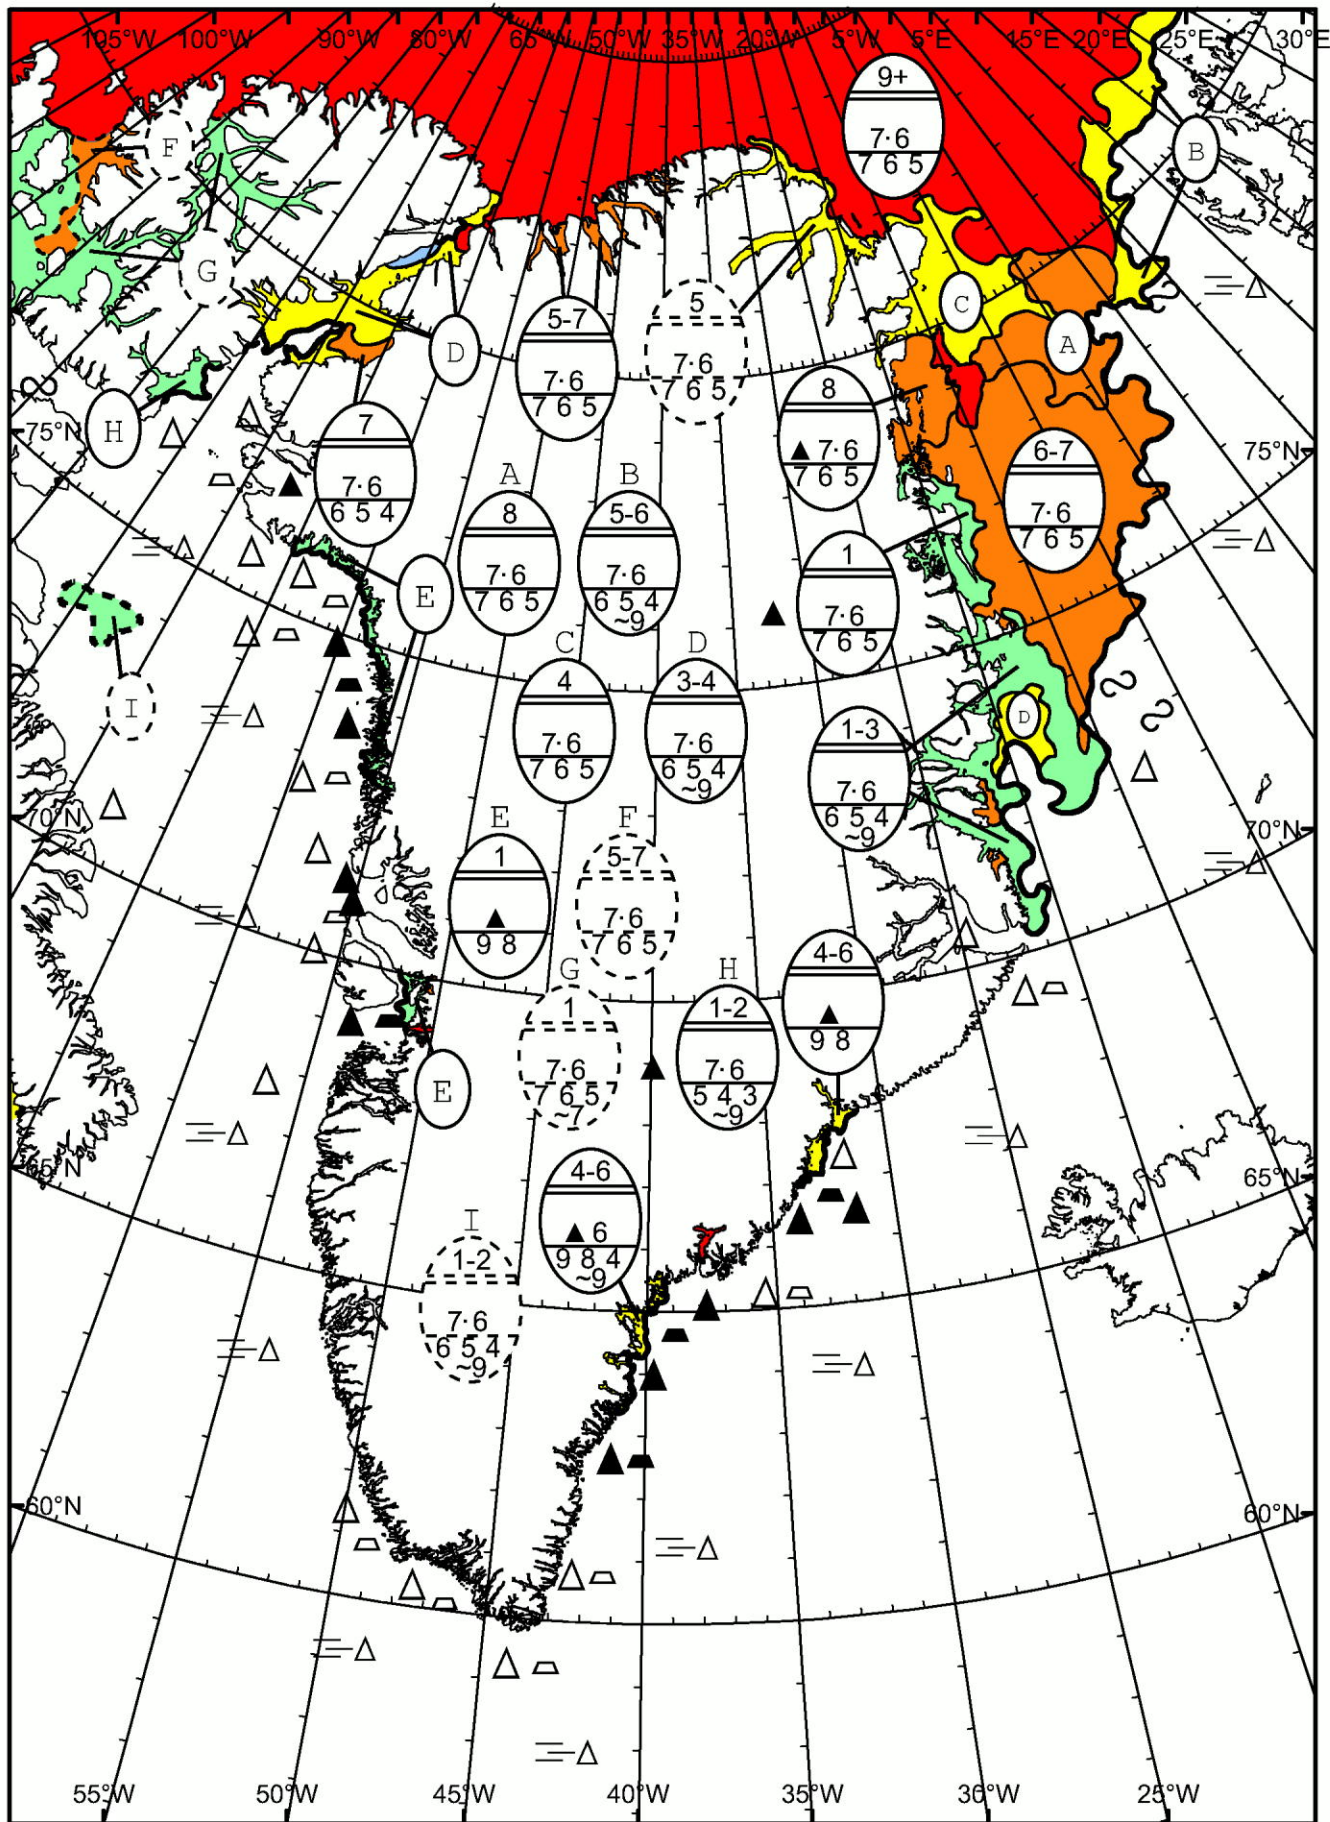 105°W 100°W 90°W 80°W 65°W 50°W 35°W 20°W 5°W 5°E 15°E 20°E 25°E 30°E
9+
7·6
7 6 5
F
B
G
C
5
7·6
7 6 5
5-7
7·6
7 6 5
D
A
8
▲ 7·6
7 6 5
H
75°N
75°N
7
7·6
6 5 4
6-7
7·6
7 6 5
A
8
7·6
7 6 5
B
5-6
7·6
6 5 4
~9
1
7·6
7 6 5
E
I
C
4
7·6
7 6 5
D
3-4
7·6
6 5 4
~9
D
1-3
7·6
6 5 4
~9
70°N
70°N
E
1
▲
9 8
F
5-7
7·6
7 6 5
4-6
▲
9 8
G
1
7·6
7 6 5
~7
H
1-2
7·6
5 4 3
~9
E
65°N
65°N
4-6
▲ 6
9 8 4
~9
I
1-2
7·6
6 5 4
~9
60°N
60°N
55°W 50°W 45°W 40°W 35°W 30°W 25°W